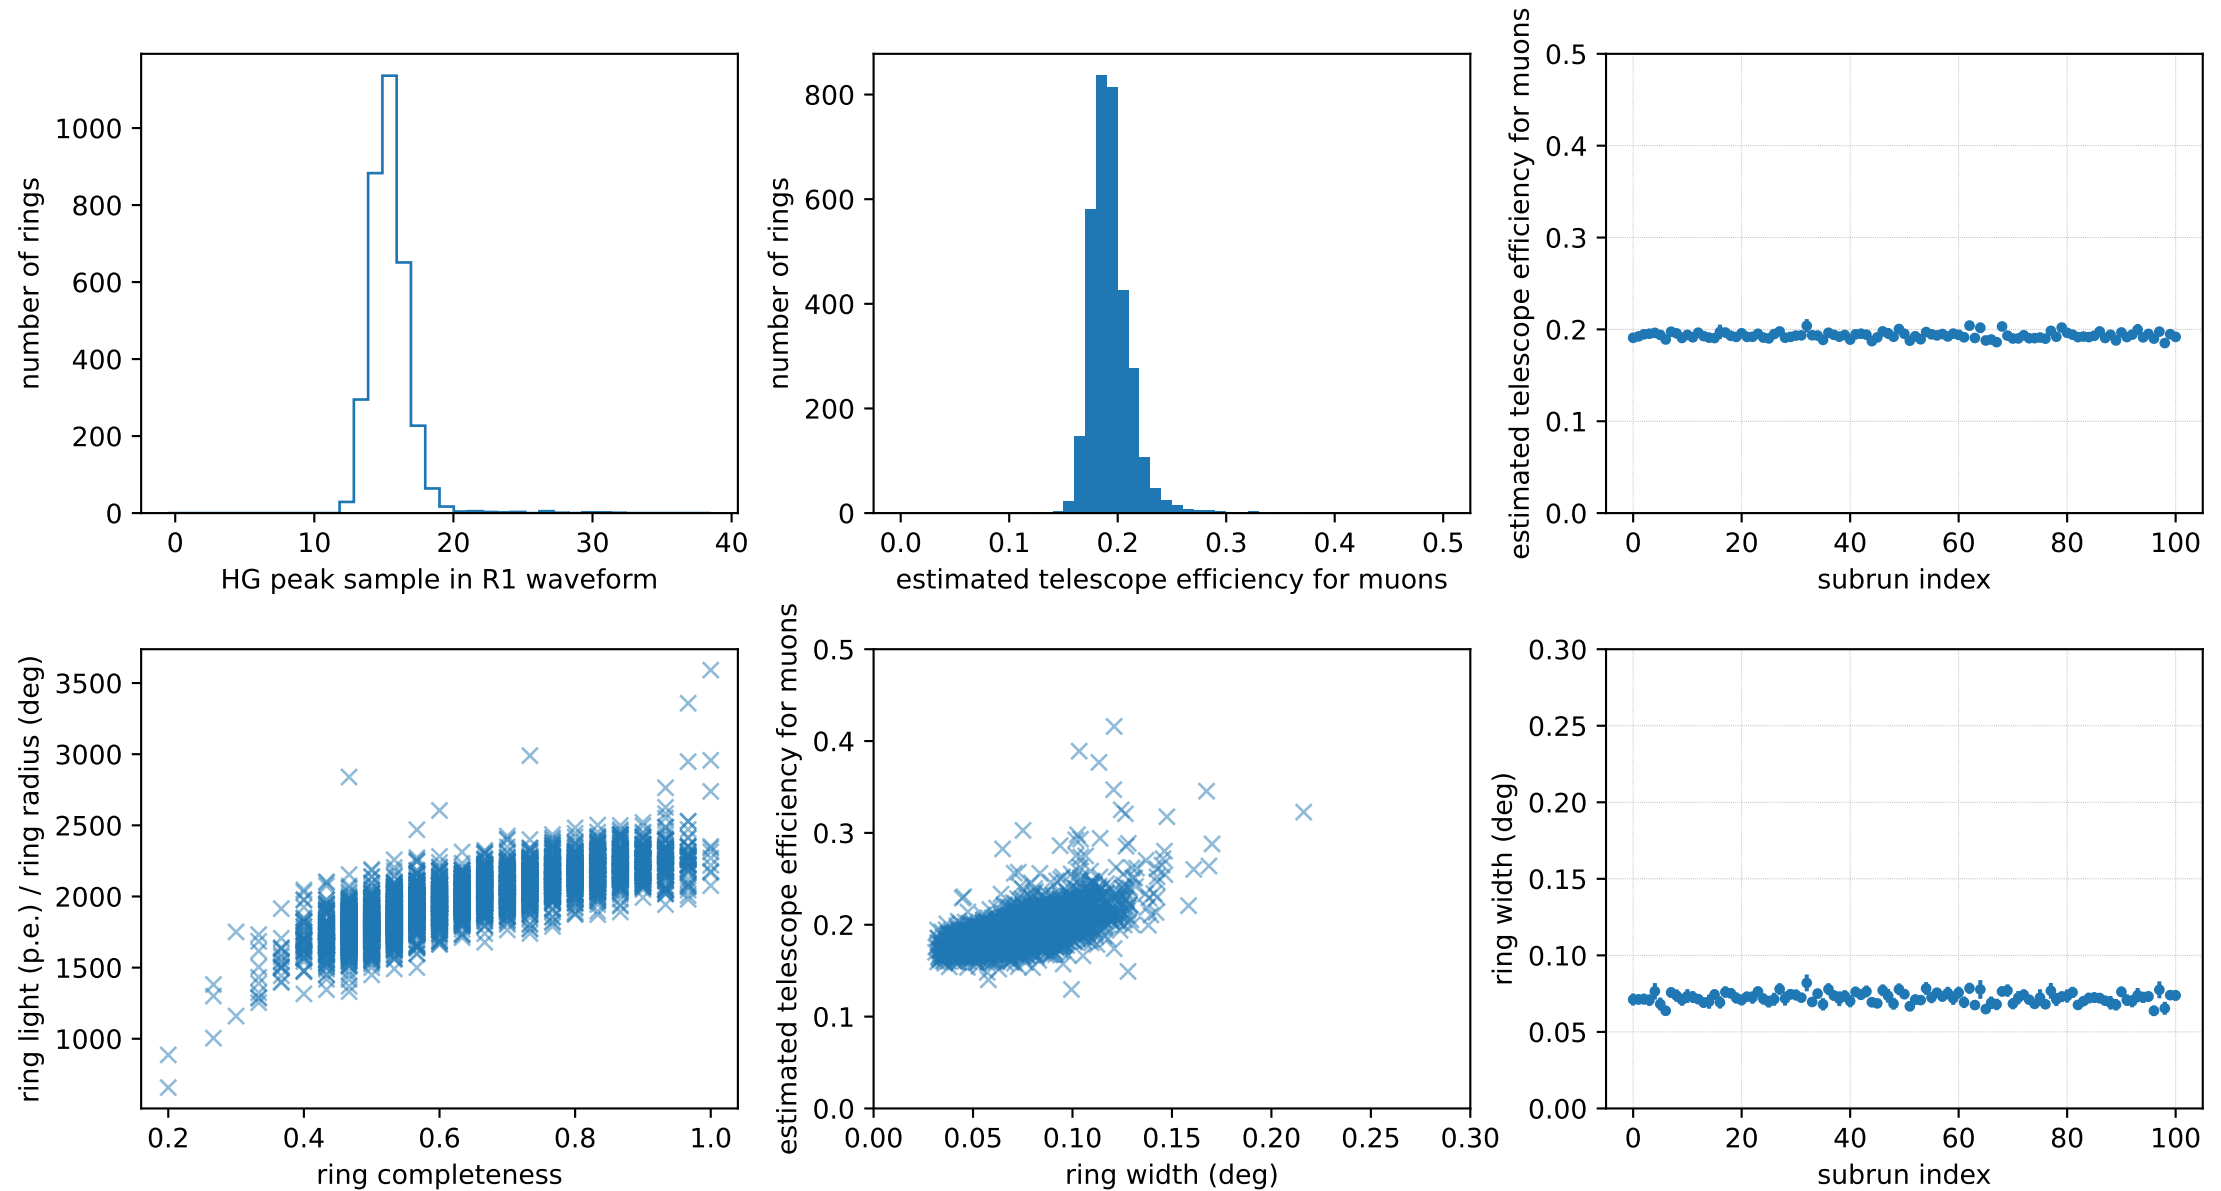 number of rings
1000
800
600
400
200
0
0 10 20 30 40
HG peak sample in R1 waveform
number of rings
800
600
400
200
0
0.0 0.1 0.2 0.3 0.4 0.5
estimated telescope efficiency for muons
estimated telescope efficiency for muons
0.5
0.4
0.3
0.2
0.1
0.0
0 20 40 60 80 100
subrun index
ring light (p.e.) / ring radius (deg)
3500
3000
2500
2000
1500
1000
0.2 0.4 0.6 0.8 1.0
ring completeness
estimated telescope efficiency for muons
0.5
0.4
0.3
0.2
0.1
0.0
0.00 0.05 0.10 0.15 0.20 0.25 0.30
ring width (deg)
ring width (deg)
0.30
0.25
0.20
0.15
0.10
0.05
0.00
0 20 40 60 80 100
subrun index